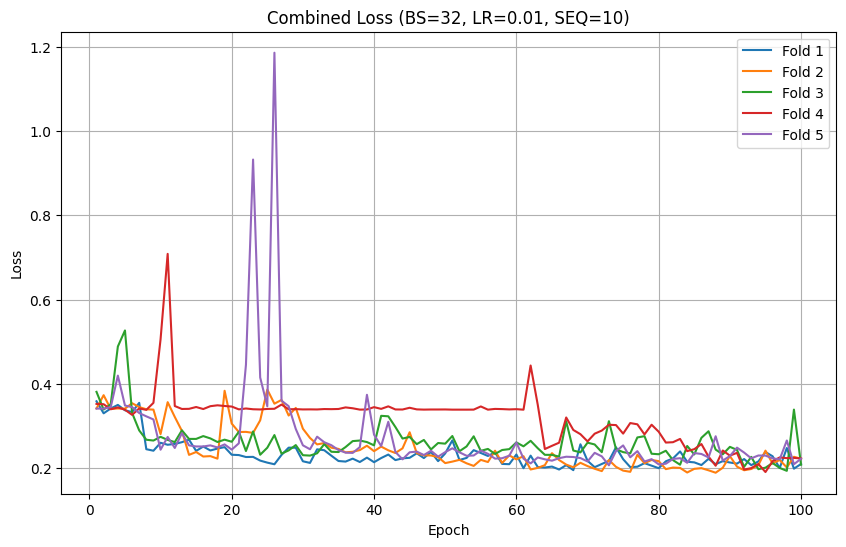 Combined Loss (BS=32, LR=0.01, SEQ=10)
Fold 1
Fold 2
Fold 3
Fold 4
Fold 5
Loss
1.2
1.0
0.8
0.6
0.4
0.2
0 20 40 60 80 100
Epoch